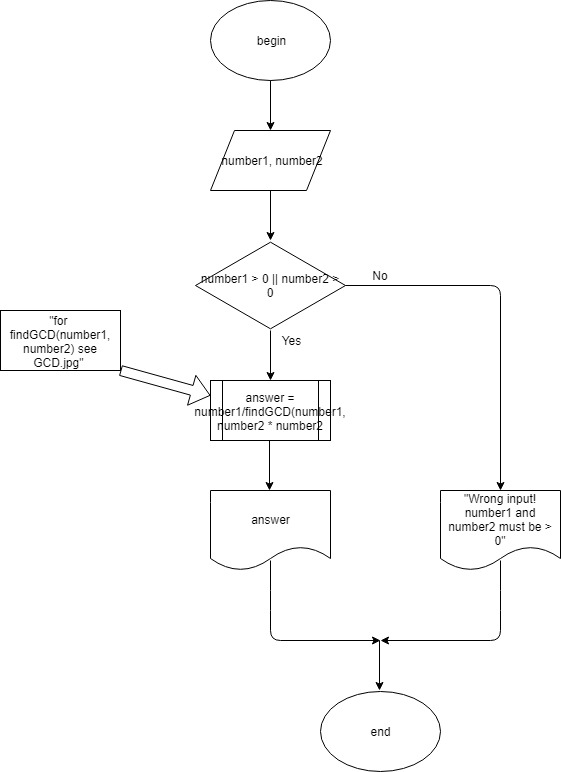 begin
number1, number2
number1 > 0 || number2 >
0
No
Yes
"for
findGCD(number1,
number2) see
GCD.jpg"
answer =
number1/findGCD(number1,
number2 * number2
answer
"Wrong input!
number1 and
number2 must be >
0"
end